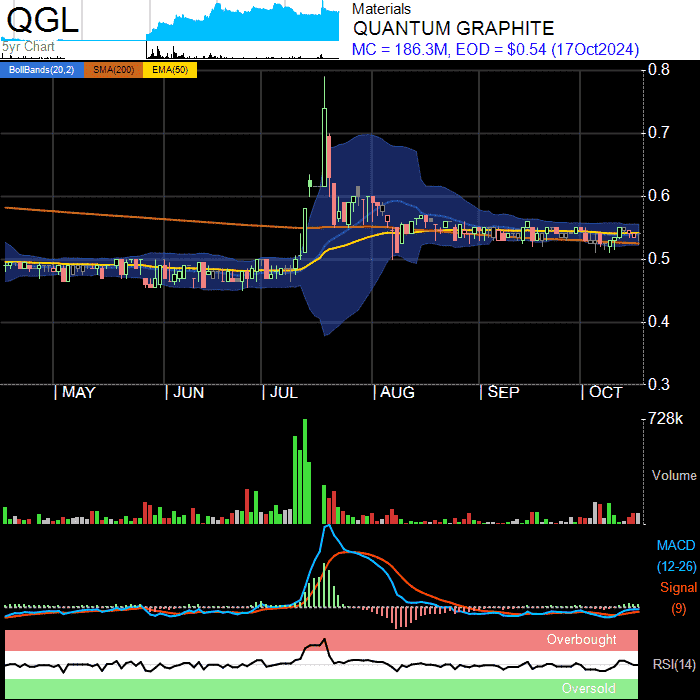 QGL
5yr Chart
Materials
QUANTUM GRAPHITE
MC = 186.3M, EOD = $0.54 (17Oct2024)
BollBands(20,2) SMA(200) EMA(50)
0.8
0.7
0.6
0.5
0.4
0.3
MAY JUN JUL AUG SEP OCT
728k
Volume
MACD
(12-26)
Signal
(9)
Overbought
RSI(14)
Oversold